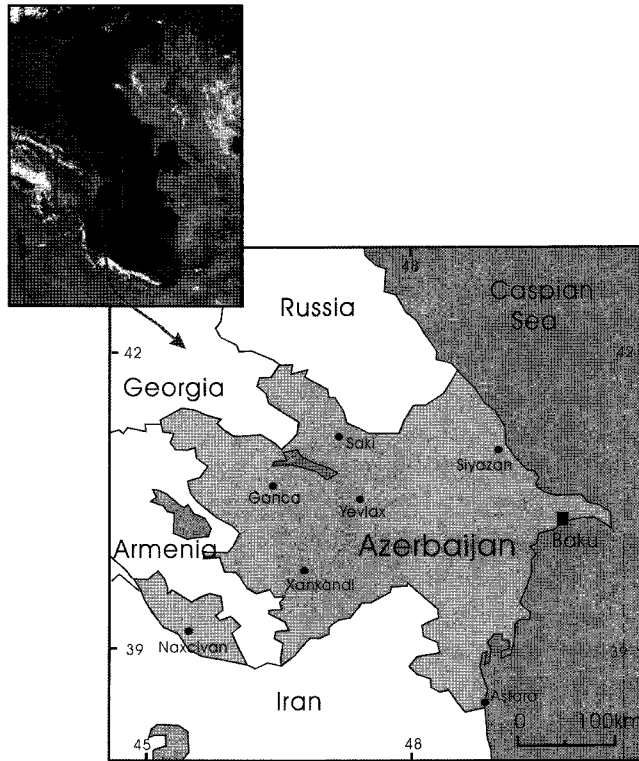 48
Caspian
Sea
Russia
42
42
Georgia
Saki
Siyazan
Ganca
Yevlax
Azerbaijan
Baku
Armenia
Xankandi
Naxcivan
39
39
Iran
Astara
0 100km
45
48